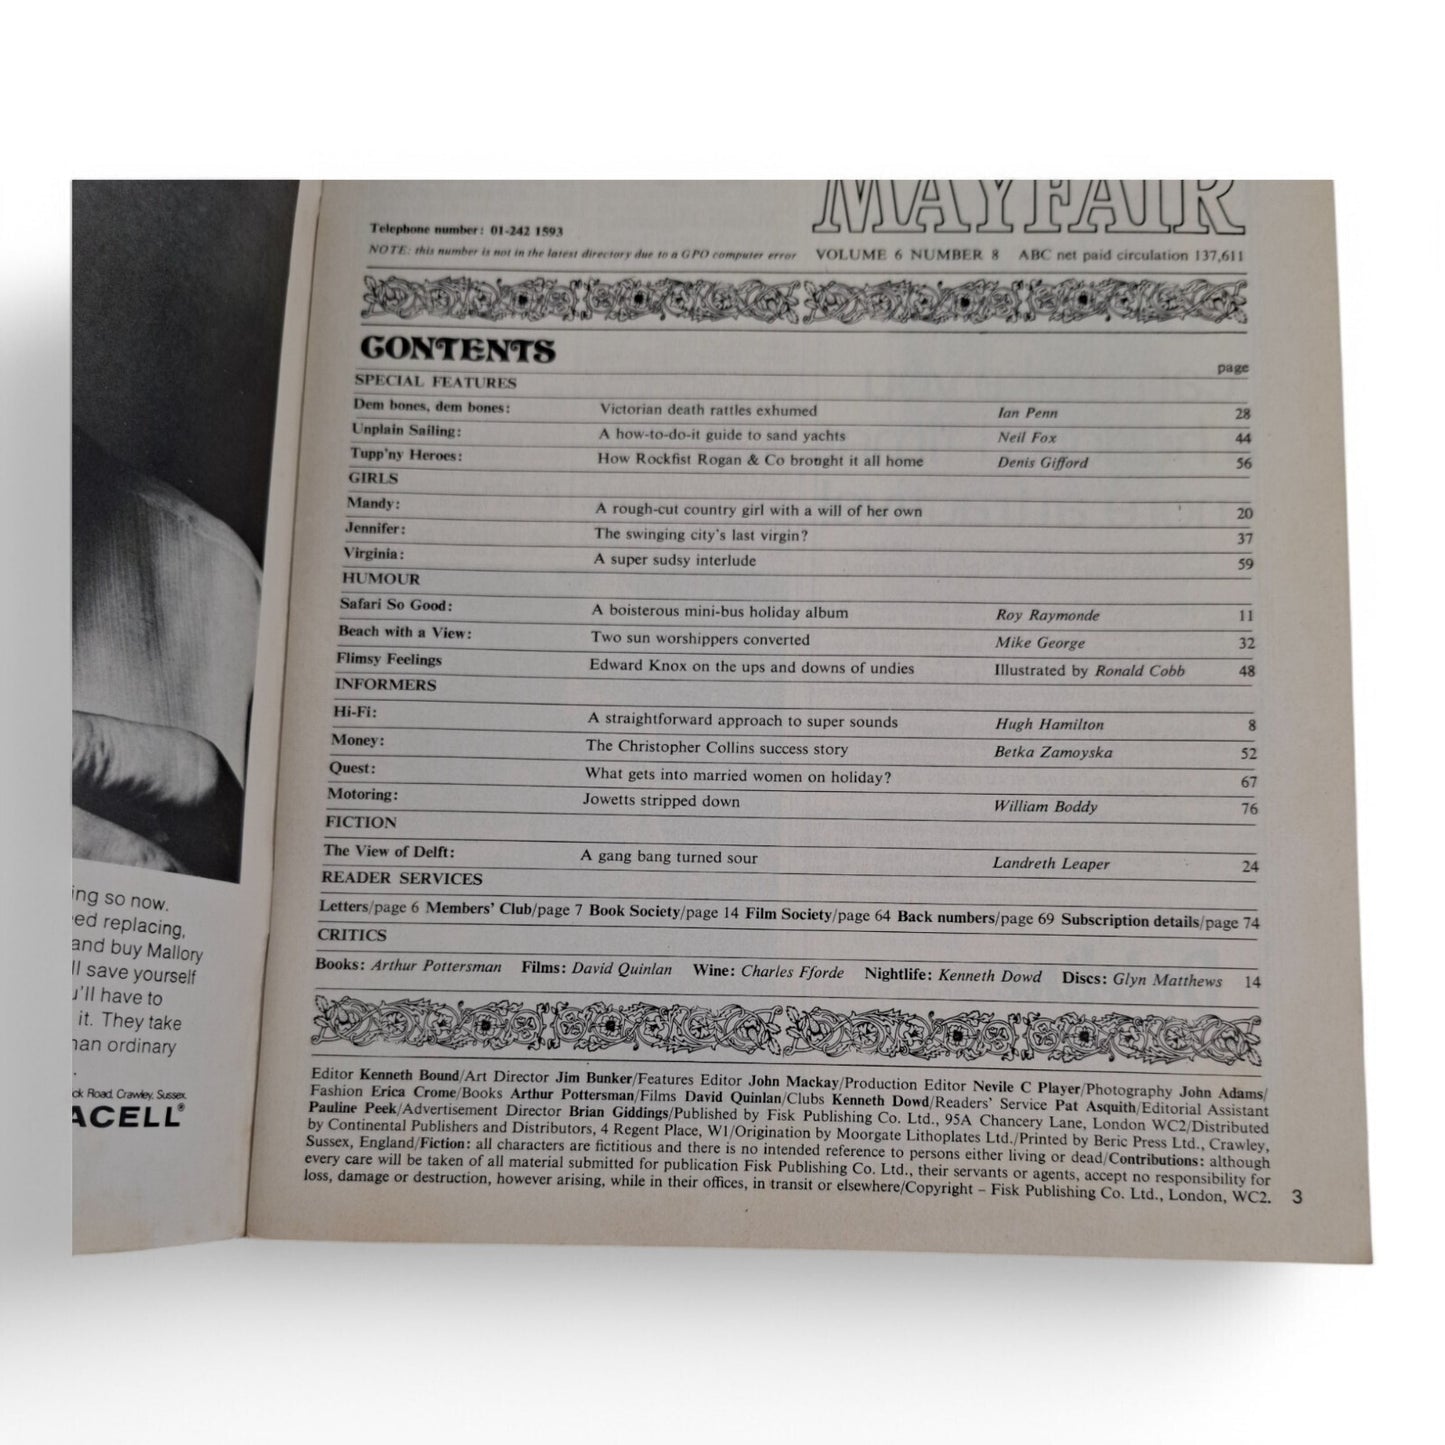 MAYFAIR
Telephone number: 01-242 1593
NOTE: this number is not in the latest directory due to a GPO computer error
VOLUME 6 NUMBER 8 ABC net paid circulation 137,611
CONTENTS
page
SPECIAL FEATURES
Dem bones, dem bones: Victorian death rattles exhumed Ian Penn 28
Unplain Sailing: A how-to-do-it guide to sand yachts Neil Fox 44
Tupp'ny Heroes: How Rockfist Rogan & Co brought it all home Denis Gifford 56
GIRLS
Mandy: A rough-cut country girl with a will of her own 20
Jennifer: The swinging city's last virgin? 37
Virginia: A super sudsy interlude 59
HUMOUR
Safari So Good: A boisterous mini-bus holiday album Roy Raymonde 11
Beach with a View: Two sun worshippers converted Mike George 32
Flimsy Feelings Edward Knox on the ups and downs of undies Illustrated by Ronald Cobb 48
INFORMERS
Hi-Fi: A straightforward approach to super sounds Hugh Hamilton 8
Money: The Christopher Collins success story Betka Zamoyska 52
Quest: What gets into married women on holiday? 67
Motoring: Jowetts stripped down William Boddy 76
FICTION
The View of Delft: A gang bang turned sour Landreth Leaper 24
READER SERVICES
Letters/page 6 Members' Club/page 7 Book Society/page 14 Film Society/page 64 Back numbers/page 69 Subscription details/page 74
CRITICS
Books: Arthur Pottersman Films: David Quinlan Wine: Charles Fforde Nightlife: Kenneth Dowd Discs: Glyn Matthews 14
Editor Kenneth Bound/Art Director Jim Bunker/Features Editor John Mackay/Production Editor Nevile C Player/Photography John Adams/
Fashion Erica Crome/Books Arthur Pottersman/Films David Quinlan/Clubs Kenneth Dowd/Readers' Service Pat Asquith/Editorial Assistant
Pauline Peek/Advertisement Director Brian Giddings/Published by Fisk Publishing Co. Ltd., 95A Chancery Lane, London WC2/Distributed
by Continental Publishers and Distributors, 4 Regent Place, W1/Origination by Moorgate Lithoplates Ltd./Printed by Beric Press Ltd., Crawley,
Sussex, England/Fiction: all characters are fictitious and there is no intended reference to persons either living or dead/Contributions: although
every care will be taken of all material submitted for publication Fisk Publishing Co. Ltd., their servants or agents, accept no responsibility for
loss, damage or destruction, however arising, while in their offices, in transit or elsewhere/Copyright – Fisk Publishing Co. Ltd., London, WC2. 3
ing so now.
ed replacing,
and buy Mallory
ll save yourself
u'll have to
it. They take
han ordinary
.
ck Road, Crawley, Sussex.
ACELL®